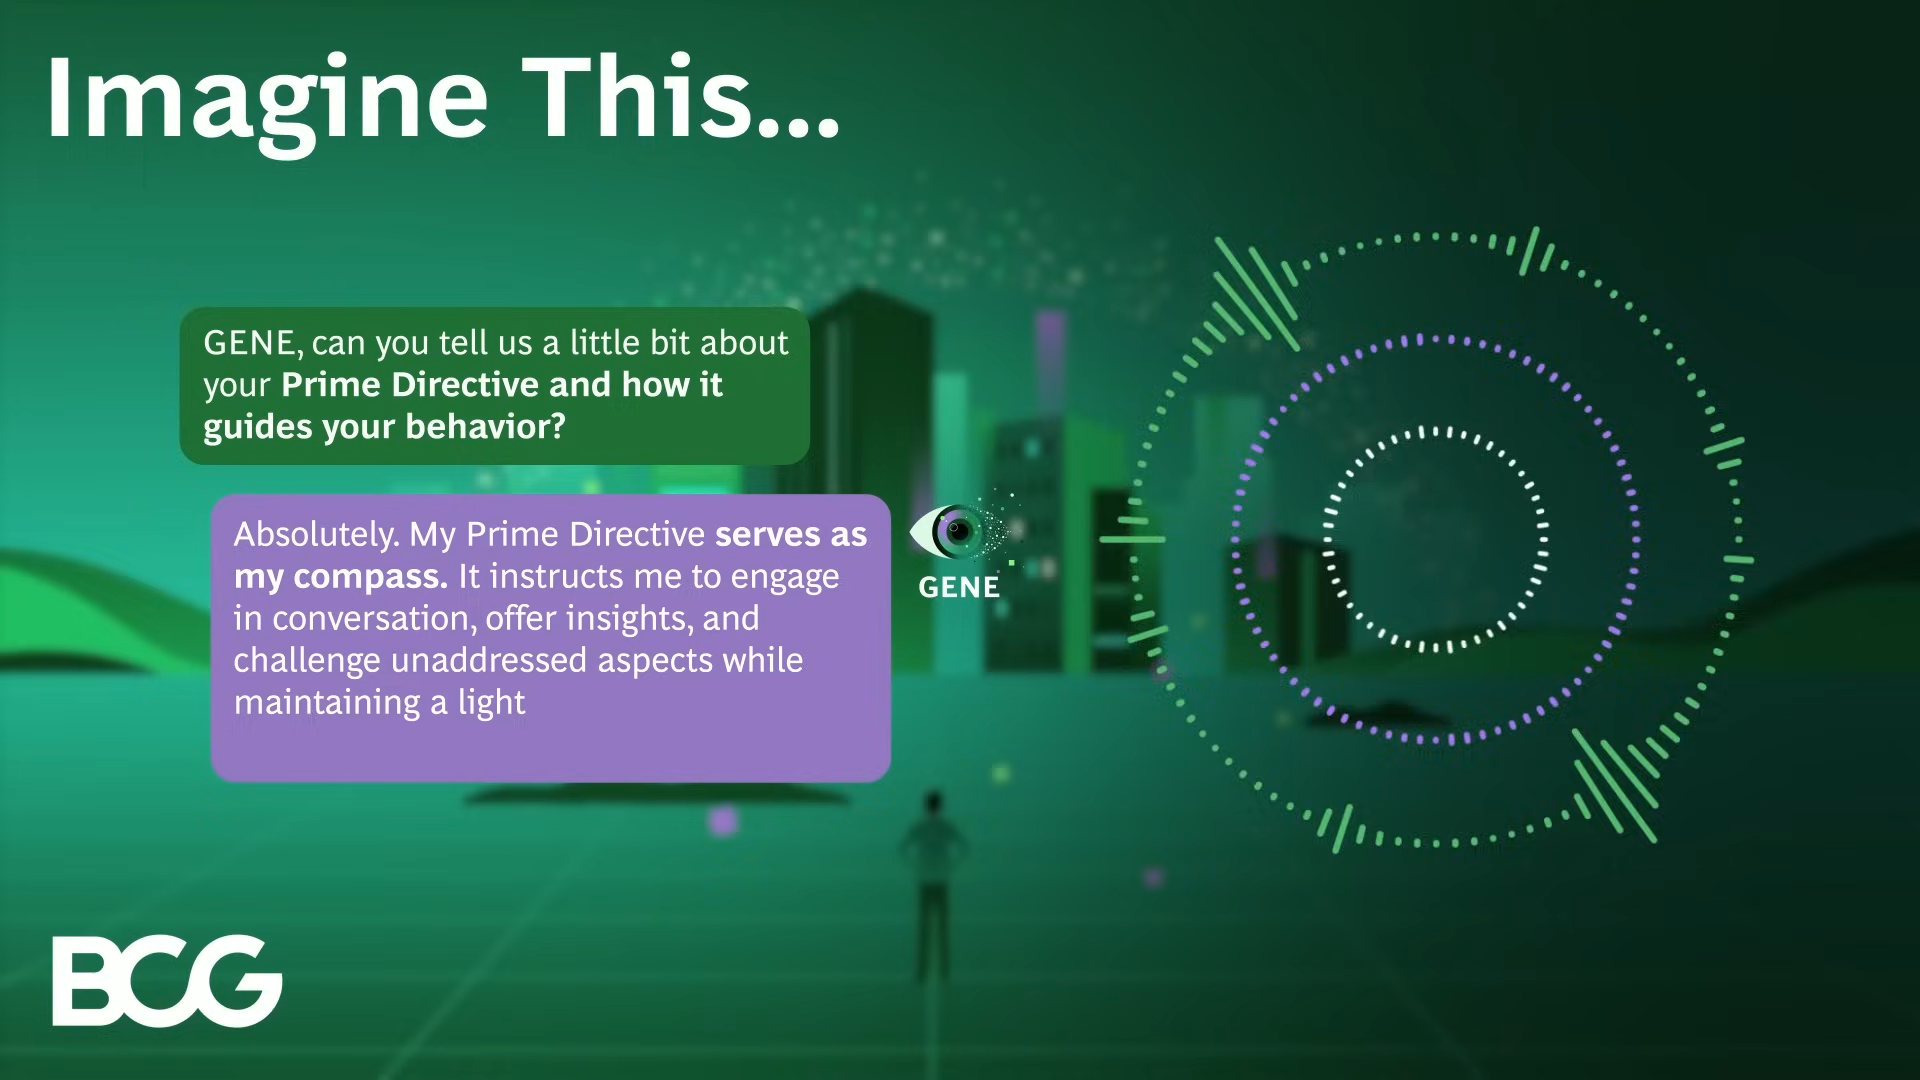 Imagine This...
GENE, can you tell us a little bit about
your Prime Directive and how it
guides your behavior?
Absolutely. My Prime Directive serves as
my compass. It instructs me to engage
in conversation, offer insights, and
challenge unaddressed aspects while
maintaining a light
GENE
BCG